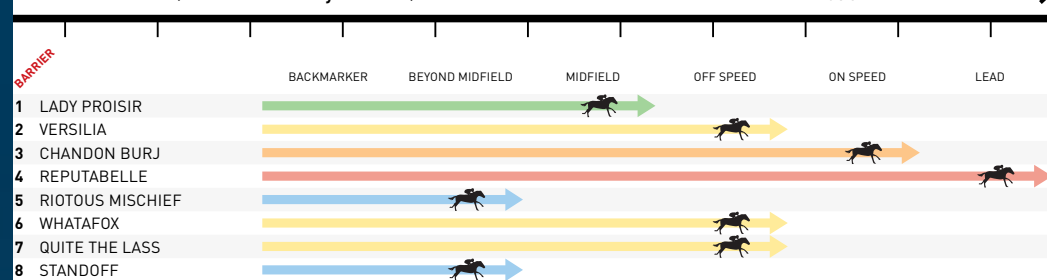 BARRIER
BACKMARKER BEYOND MIDFIELD MIDFIELD OFF SPEED ON SPEED LEAD
1 LADY PROISIR
2 VERSILIA
3 CHANDON BURJ
4 REPUTABELLE
5 RIOTOUS MISCHIEF
6 WHATAFOX
7 QUITE THE LASS
8 STANDOFF